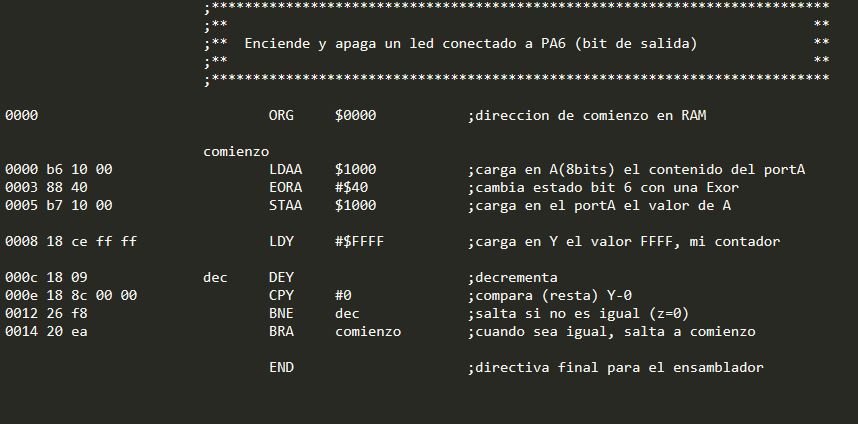 ;***************************************************************************
;**                                                                       **
;**  Enciende y apaga un led conectado a PA6 (bit de salida)              **
;**                                                                       **
;***************************************************************************
0000                            ORG     $0000           ;direccion de comienzo en RAM
                        comienzo
0000 b6 10 00                   LDAA    $1000           ;carga en A(8bits) el contenido del portA
0003 88 40                      EORA    #$40            ;cambia estado bit 6 con una Exor
0005 b7 10 00                   STAA    $1000           ;carga en el portA el valor de A
0008 18 ce ff ff                LDY     #$FFFF          ;carga en Y el valor FFFF, mi contador
000c 18 09              dec     DEY                     ;decrementa
000e 18 8c 00 00                CPY     #0              ;compara (resta) Y-0
0012 26 f8                      BNE     dec             ;salta si no es igual (z=0)
0014 20 ea                      BRA     comienzo        ;cuando sea igual, salta a comienzo
                                END                     ;directiva final para el ensamblador